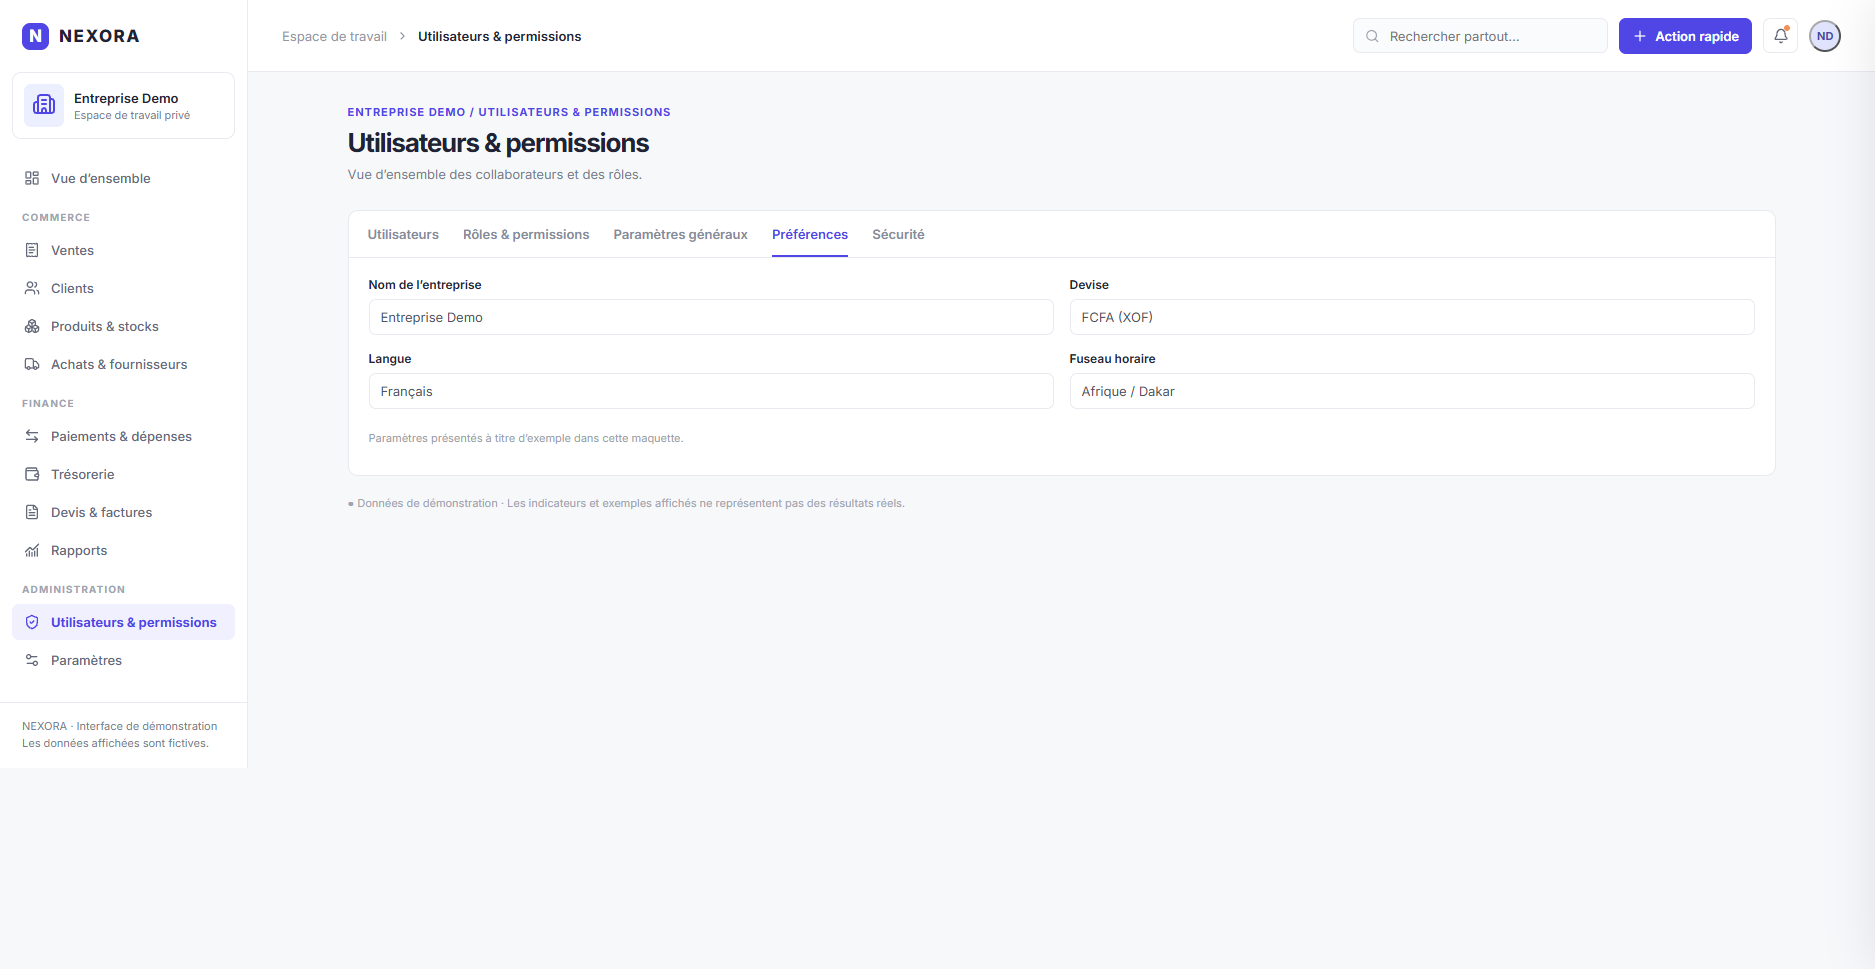 N NEXORA
Entreprise Demo
Espace de travail privé
Vue d’ensemble
COMMERCE
Ventes
Clients
Produits & stocks
Achats & fournisseurs
FINANCE
Paiements & dépenses
Trésorerie
Devis & factures
Rapports
ADMINISTRATION
Utilisateurs & permissions
Paramètres
NEXORA · Interface de démonstration
Les données affichées sont fictives.
Espace de travail > Utilisateurs & permissions
Rechercher partout...
+ Action rapide
ND
ENTREPRISE DEMO / UTILISATEURS & PERMISSIONS
Utilisateurs & permissions
Vue d’ensemble des collaborateurs et des rôles.
Utilisateurs Rôles & permissions Paramètres généraux Préférences Sécurité
Nom de l’entreprise
Entreprise Demo
Devise
FCFA (XOF)
Langue
Français
Fuseau horaire
Afrique / Dakar
Paramètres présentés à titre d’exemple dans cette maquette.
● Données de démonstration · Les indicateurs et exemples affichés ne représentent pas des résultats réels.